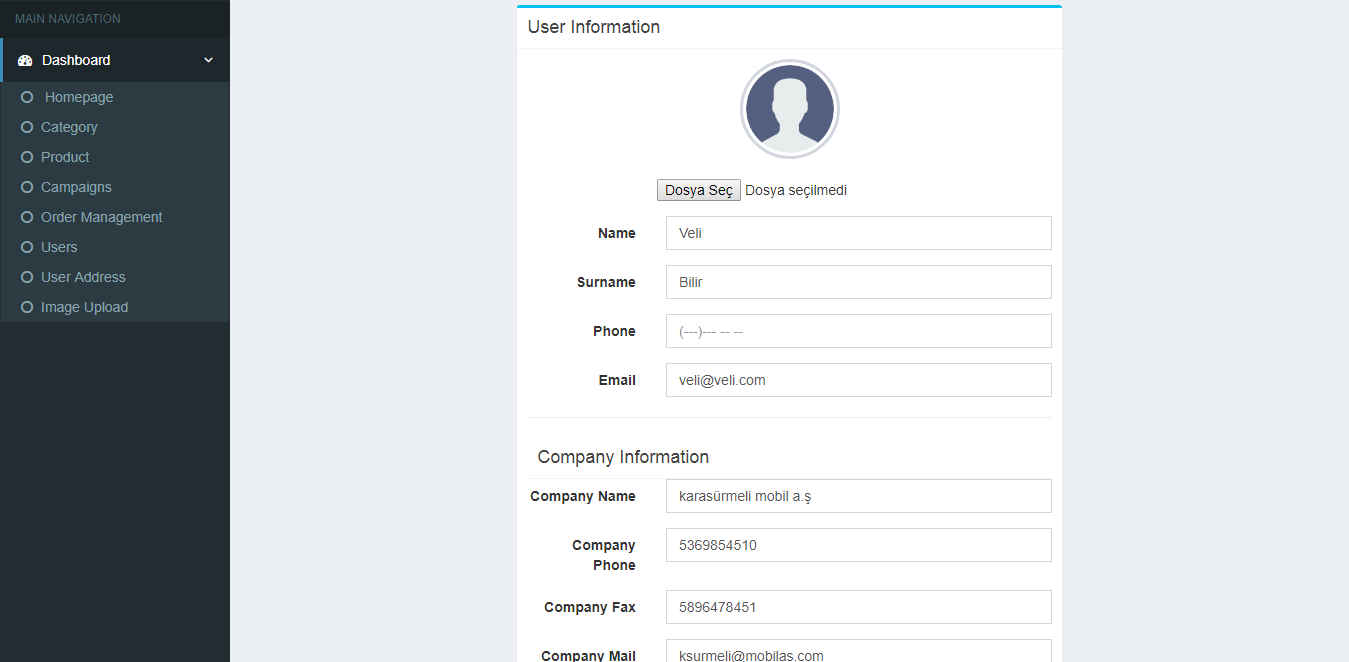 MAIN NAVIGATION
Dashboard
Homepage
Category
Product
Campaigns
Order Management
Users
User Address
Image Upload
User Information
Dosya Seç Dosya seçilmedi
Name Veli
Surname Bilir
Phone (---)--- -- --
Email veli@veli.com
Company Information
Company Name karasürmeli mobil a.ş
Company Phone 5369854510
Company Fax 5896478451
Company Mail ksurmeli@mobilas.com